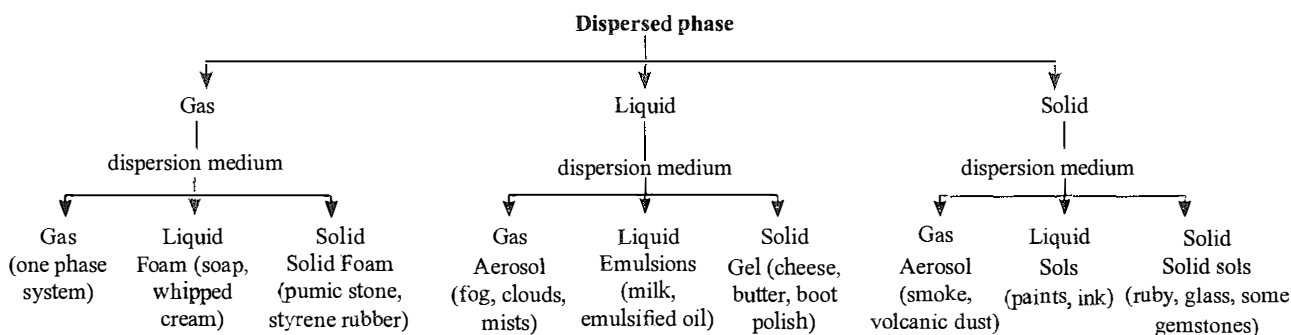 Dispersed phase
Gas
Liquid
Solid
dispersion medium
dispersion medium
dispersion medium
Gas
(one phase
system)
Liquid
Foam (soap,
whipped
cream)
Solid
Solid Foam
(pumic stone,
styrene rubber)
Gas
Aerosol
(fog, clouds,
mists)
Liquid
Emulsions
(milk,
emulsified oil)
Solid
Gel (cheese,
butter, boot
polish)
Gas
Aerosol
(smoke,
volcanic dust)
Liquid
Sols
(paints, ink)
Solid
Solid sols
(ruby, glass, some
gemstones)